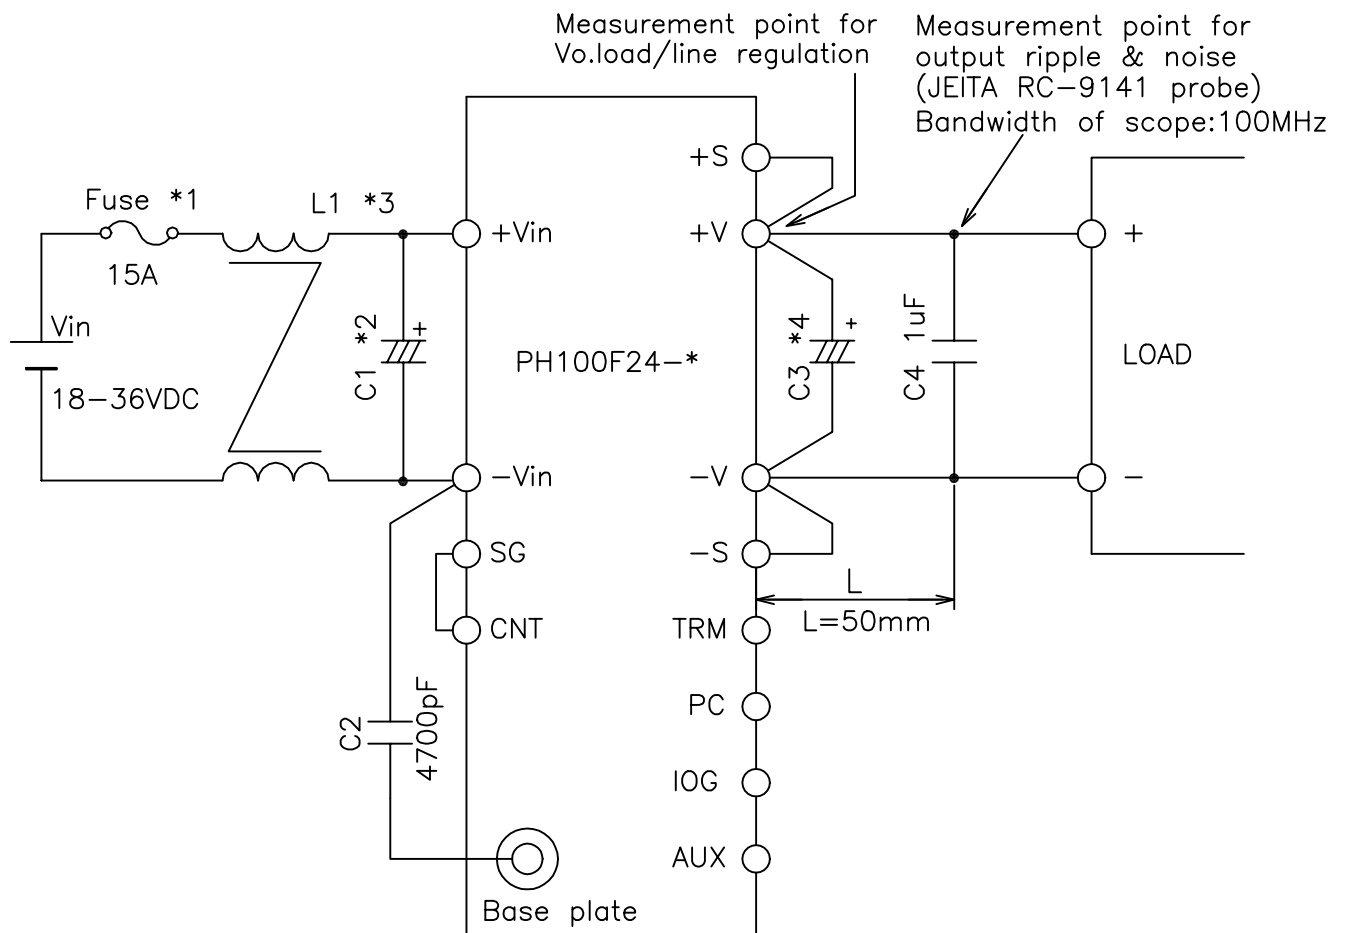 Measurement point for
Vo.load/line regulation
Measurement point for
output ripple & noise
(JEITA RC-9141 probe)
Bandwidth of scope:100MHz
Fuse *1
15A
L1 *3
Vin
18-36VDC
C1 *2
+
+Vin
-Vin
SG
CNT
PH100F24-*
+S
+V
-V
-S
TRM
PC
IOG
AUX
C3 *4
+
C4 1uF
+
LOAD
-
L
L=50mm
C2
4700pF
Base plate